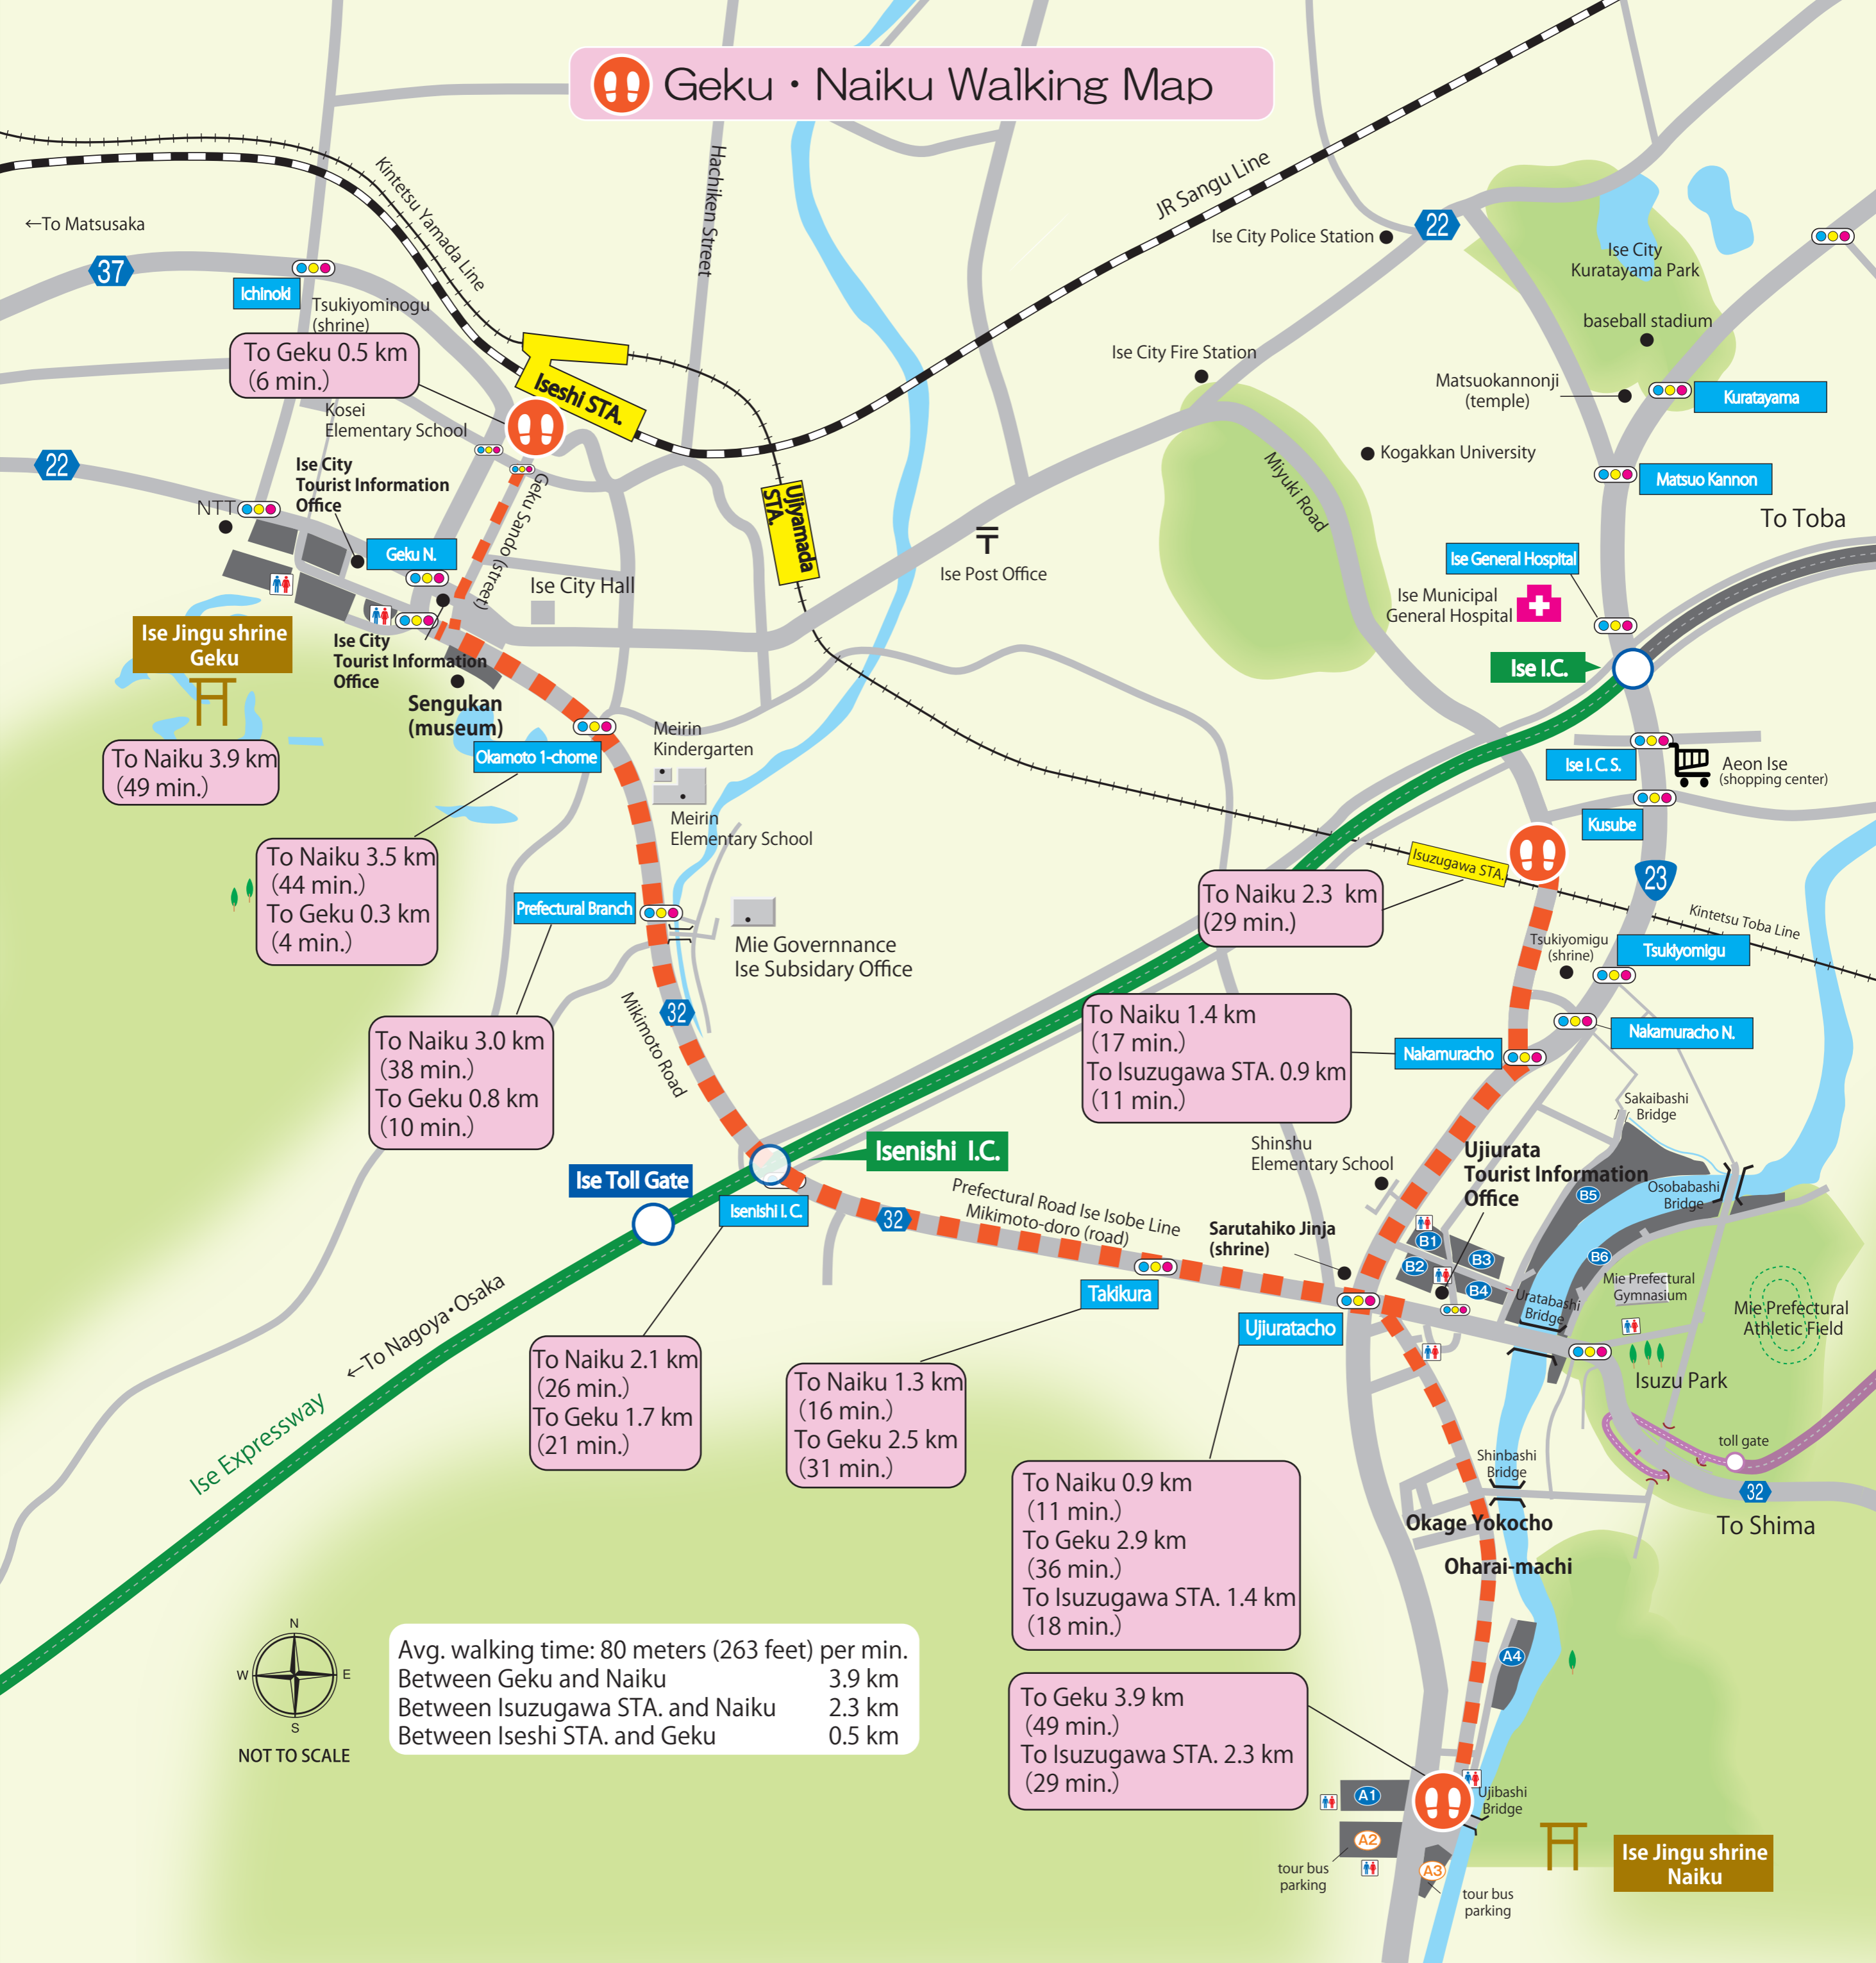 Geku・Naiku Walking Map
Hachiken Street
Kintetsu Yamada Line
JR Sangu Line
←To Matsusaka
22
Ise City Police Station
37
Ichinoki
Tsukiyominogu
(shrine)
Ise City
Kuratayama Park
baseball stadium
To Geku 0.5 km
(6 min.)
Iseshi STA.
Ise City Fire Station
Matsuokannonji
(temple)
Kuratayama
Kosei
Elementary School
22
Ise City
Tourist Information
Office
Kogakkan University
Miyuki Road
Matsuo Kannon
NTT
Geku Sando (street)
Ujiyamada
STA.
To Toba
Geku N.
Ise City Hall
Ise Post Office
Ise General Hospital
Ise Municipal
General Hospital
Ise Jingu shrine
Geku
Ise City
Tourist Information
Office
Ise I.C.
Sengukan
(museum)
To Naiku 3.9 km
(49 min.)
Okamoto 1-chome
Meirin
Kindergarten
Ise I. C. S.
Aeon Ise
(shopping center)
Meirin
Elementary School
Kusube
To Naiku 3.5 km
(44 min.)
To Geku 0.3 km
(4 min.)
Isuzugawa STA.
23
To Naiku 2.3 km
(29 min.)
Prefectural Branch
Kintetsu Toba Line
Mie Governnance
Ise Subsidary Office
Tsukiyomigu
(shrine)
Tsukiyomigu
32
Mikimoto Road
To Naiku 3.0 km
(38 min.)
To Geku 0.8 km
(10 min.)
To Naiku 1.4 km
(17 min.)
To Isuzugawa STA. 0.9 km
(11 min.)
Nakamuracho
Nakamuracho N.
Sakaibashi
Bridge
Isenishi I.C.
Shinshu
Elementary School
Ujiurata
Tourist Information
Office
Ise Toll Gate
Isenishi I. C.
32
Prefectural Road Ise Isobe Line
Mikimoto-doro (road)
Sarutahiko Jinja
(shrine)
B5
Osobabashi
Bridge
B1
B2
B3
B4
B6
Uratabashi
Bridge
Mie Prefectural
Gymnasium
Mie Prefectural
Athletic Field
Takikura
Ujiuratacho
←To Nagoya・Osaka
Isuzu Park
To Naiku 2.1 km
(26 min.)
To Geku 1.7 km
(21 min.)
To Naiku 1.3 km
(16 min.)
To Geku 2.5 km
(31 min.)
Ise Expressway
toll gate
Shinbashi
Bridge
32
To Shima
To Naiku 0.9 km
(11 min.)
To Geku 2.9 km
(36 min.)
To Isuzugawa STA. 1.4 km
(18 min.)
Okage Yokocho
Oharai-machi
N
W
E
S
NOT TO SCALE
Avg. walking time: 80 meters (263 feet) per min.
Between Geku and Naiku 3.9 km
Between Isuzugawa STA. and Naiku 2.3 km
Between Iseshi STA. and Geku 0.5 km
A4
To Geku 3.9 km
(49 min.)
To Isuzugawa STA. 2.3 km
(29 min.)
A1
Ujibashi
Bridge
A2
A3
tour bus
parking
tour bus
parking
Ise Jingu shrine
Naiku